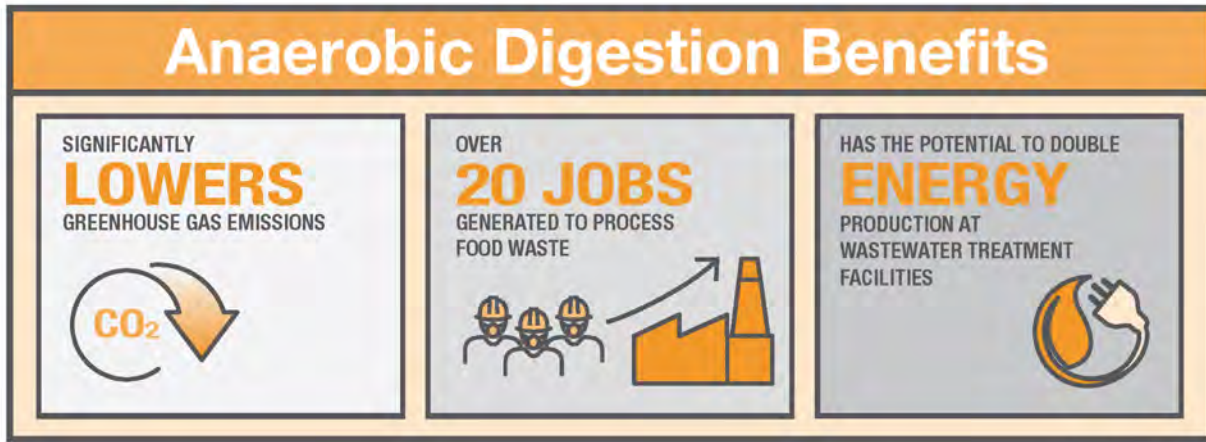 Anaerobic Digestion Benefits
SIGNIFICANTLY
LOWERS
GREENHOUSE GAS EMISSIONS
CO₂
OVER
20 JOBS
GENERATED TO PROCESS
FOOD WASTE
HAS THE POTENTIAL TO DOUBLE
ENERGY
PRODUCTION AT
WASTEWATER TREATMENT
FACILITIES